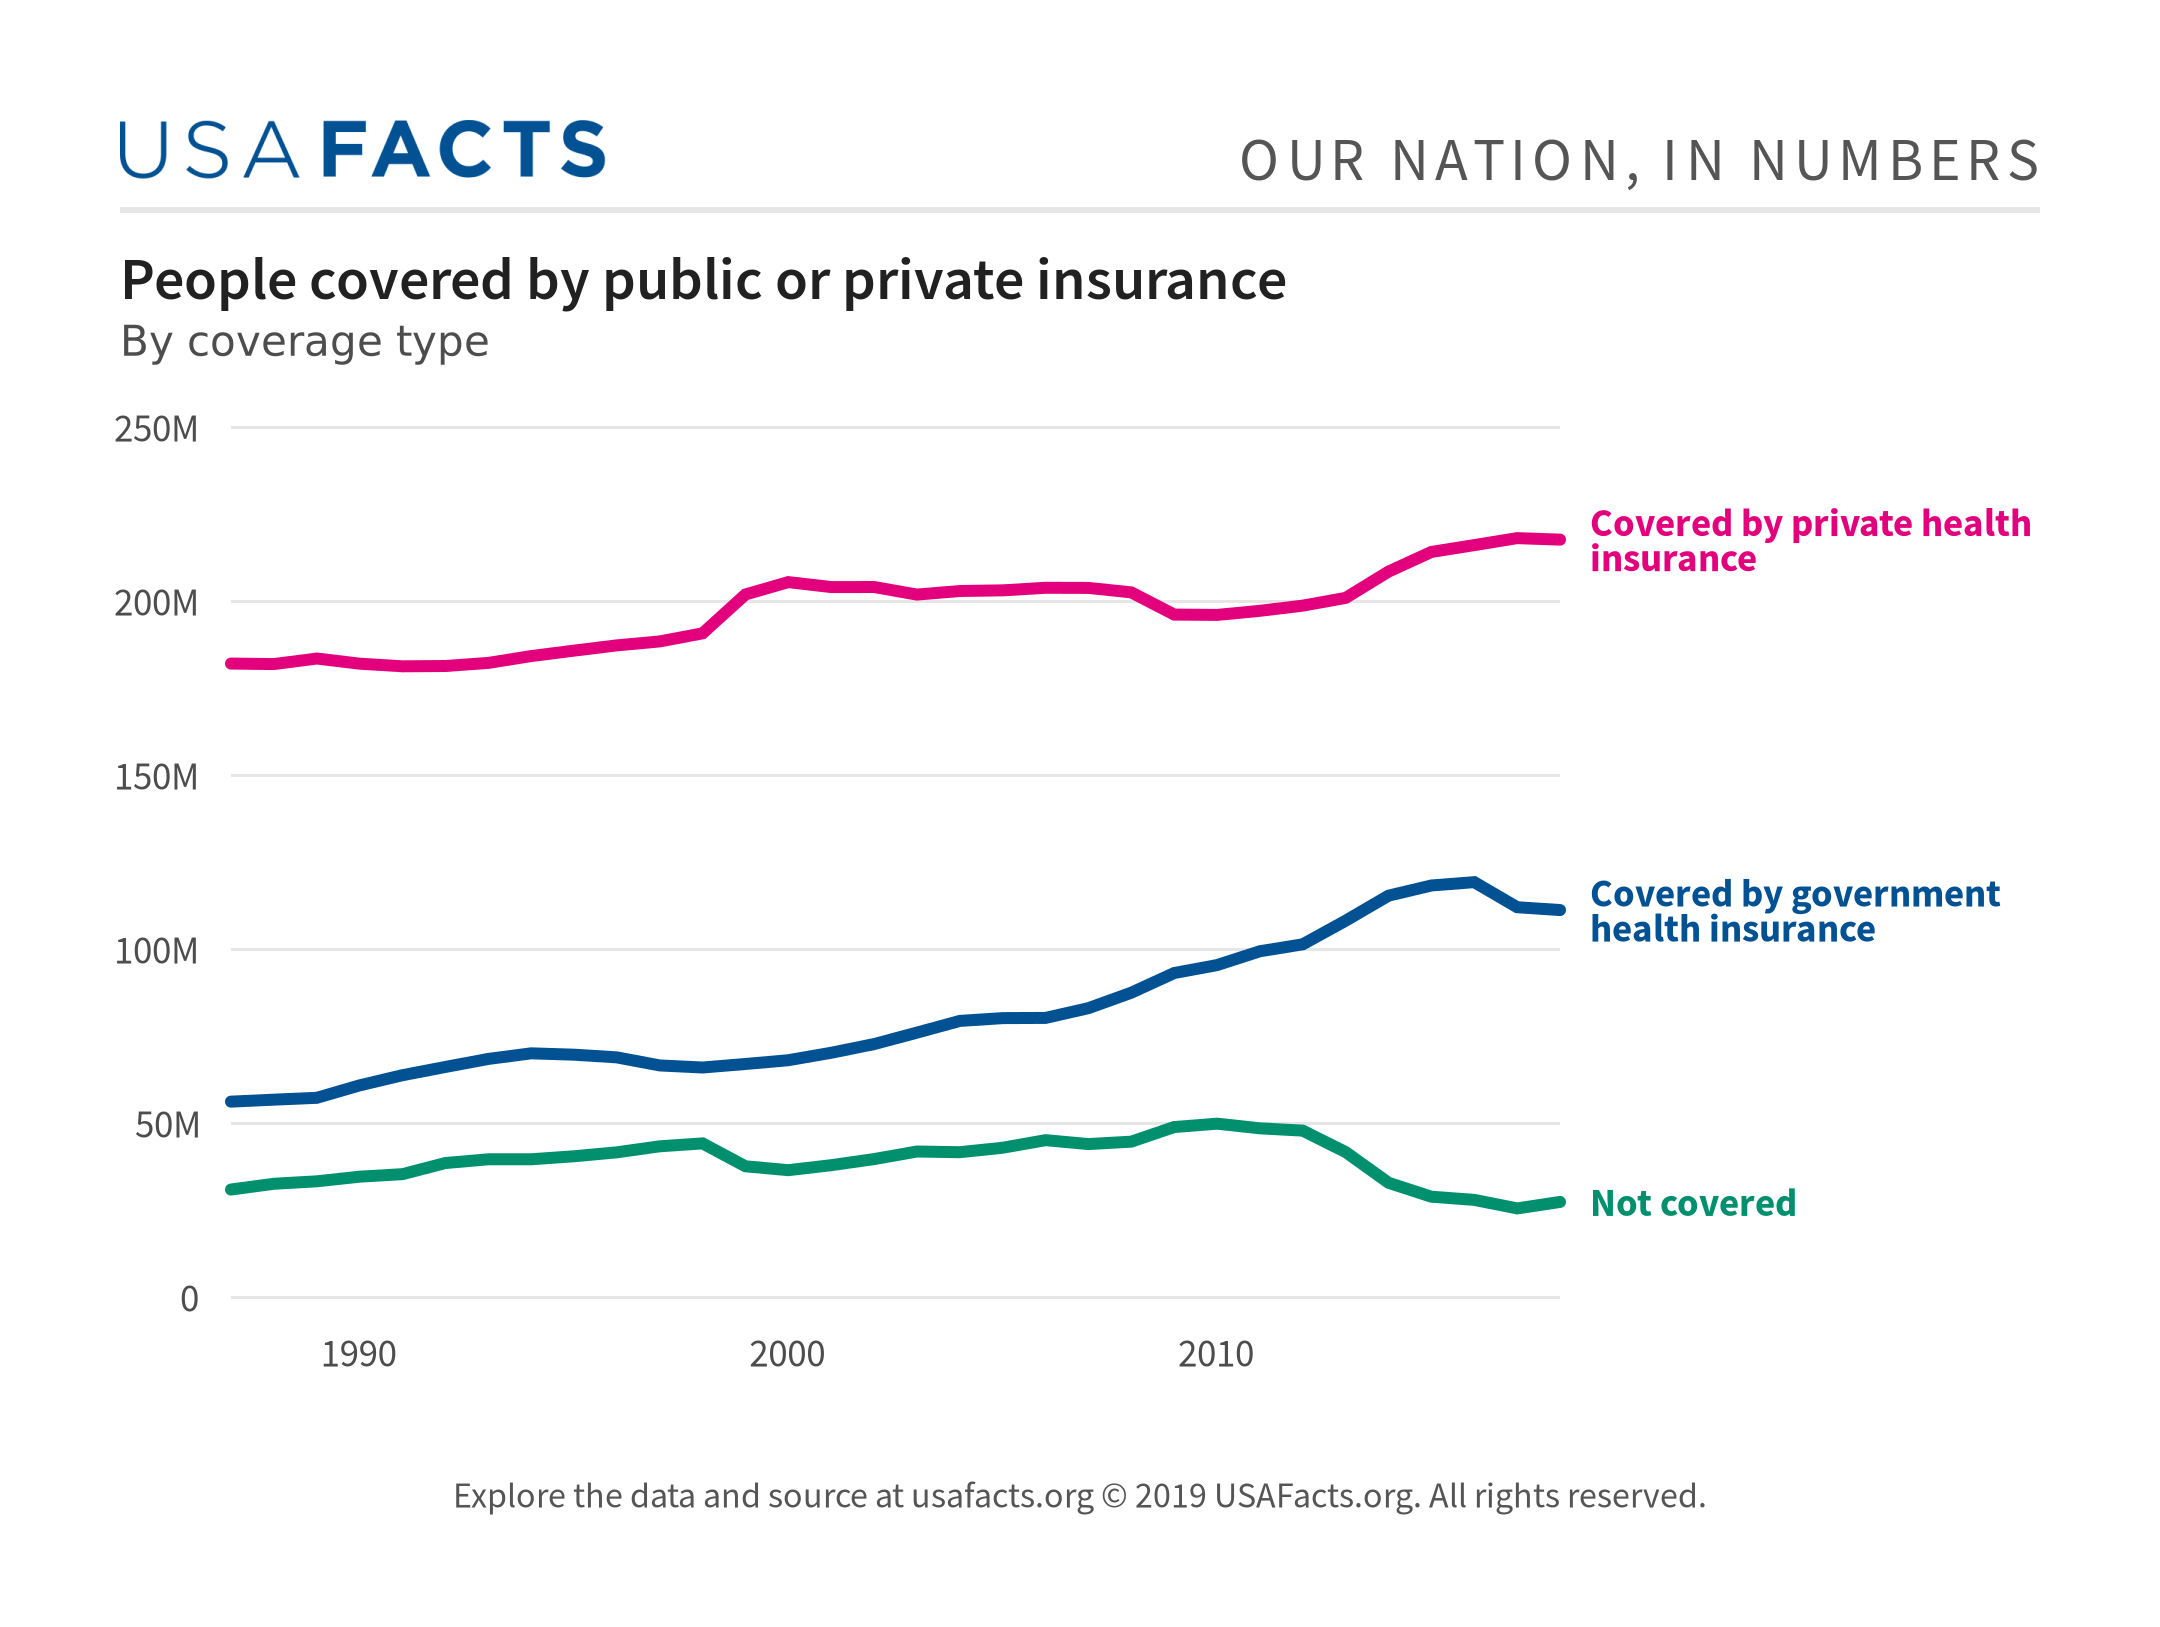 USAFACTS
OUR NATION, IN NUMBERS
People covered by public or private insurance
By coverage type
250M
200M
150M
100M
50M
0
Covered by private health
insurance
Covered by government
health insurance
Not covered
1990
2000
2010
Explore the data and source at usafacts.org © 2019 USAFacts.org. All rights reserved.